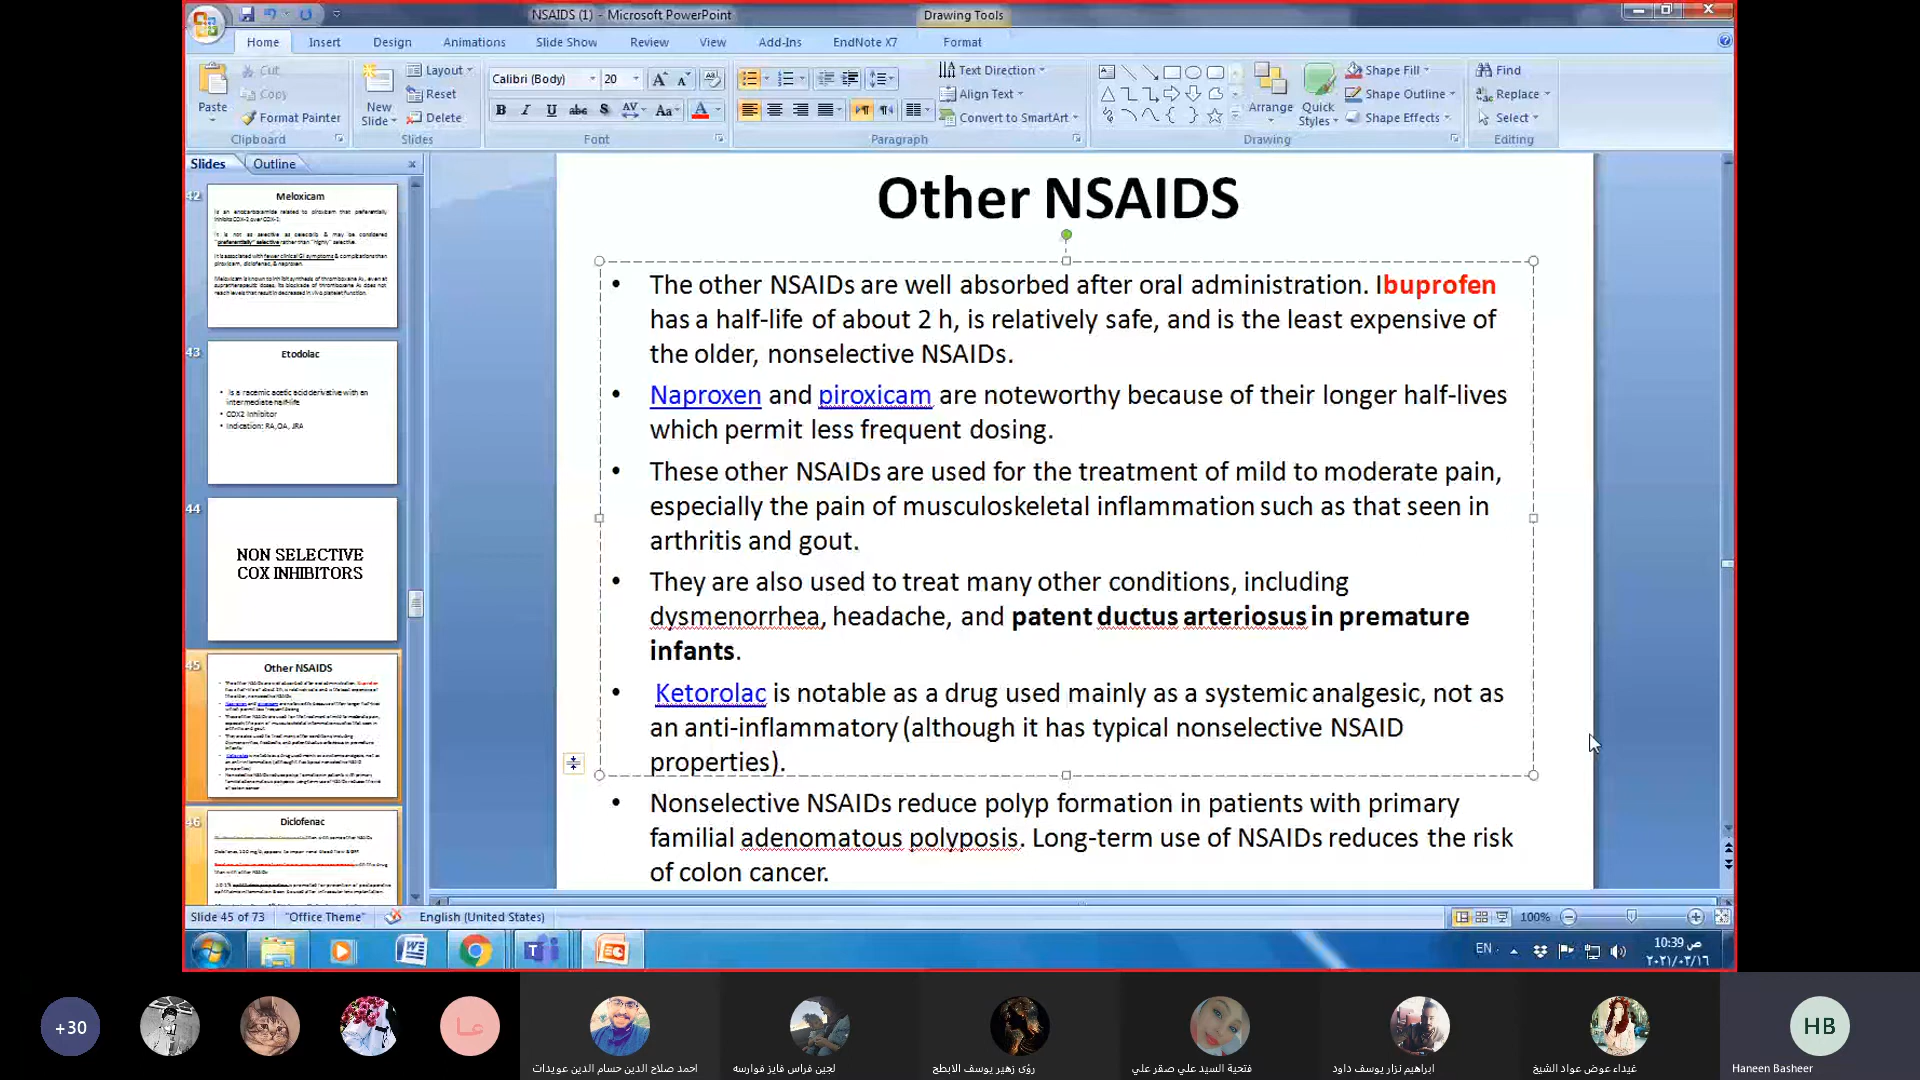 NSAIDS (1) - Microsoft PowerPoint
Drawing Tools
Home
Insert
Design
Animations
Slide Show
Review
View
Add-Ins
EndNote X7
Format
Paste
Cut
Copy
Format Painter
Clipboard
New Slide
Layout
Reset
Delete
Slides
Calibri (Body)
20
Font
Text Direction
Align Text
Convert to SmartArt
Paragraph
Arrange
Quick Styles
Shape Fill
Shape Outline
Shape Effects
Drawing
Find
Replace
Select
Editing
Slides
Outline
42
Meloxicam
43
Etodolac
Is a racemic acetic acid derivative with an
intermediate half-life
COX2 Inhibitor
Indication: RA,OA, JRA
44
NON SELECTIVE
COX INHIBITORS
45
Other NSAIDS
46
Diclofenac
Other NSAIDS
• The other NSAIDs are well absorbed after oral administration. Ibuprofen
has a half-life of about 2 h, is relatively safe, and is the least expensive of
the older, nonselective NSAIDs.
• Naproxen and piroxicam are noteworthy because of their longer half-lives
which permit less frequent dosing.
• These other NSAIDs are used for the treatment of mild to moderate pain,
especially the pain of musculoskeletal inflammation such as that seen in
arthritis and gout.
• They are also used to treat many other conditions, including
dysmenorrhea, headache, and patent ductus arteriosus in premature
infants.
• Ketorolac is notable as a drug used mainly as a systemic analgesic, not as
an anti-inflammatory (although it has typical nonselective NSAID
properties).
• Nonselective NSAIDs reduce polyp formation in patients with primary
familial adenomatous polyposis. Long-term use of NSAIDs reduces the risk
of colon cancer.
Slide 45 of 73
"Office Theme"
English (United States)
100%
EN
10:39 ص
٢٠٢١/٠٣/١٦
+30
عا
HB
احمد صلاح الدين حسام الدين عويدات
لجين فراس فايز فوارسه
رؤى زهير يوسف الابطح
فتحية السيد علي صقر علي
ابراهيم نزار يوسف داود
غيداء عوض عواد الشيخ
Haneen Basheer